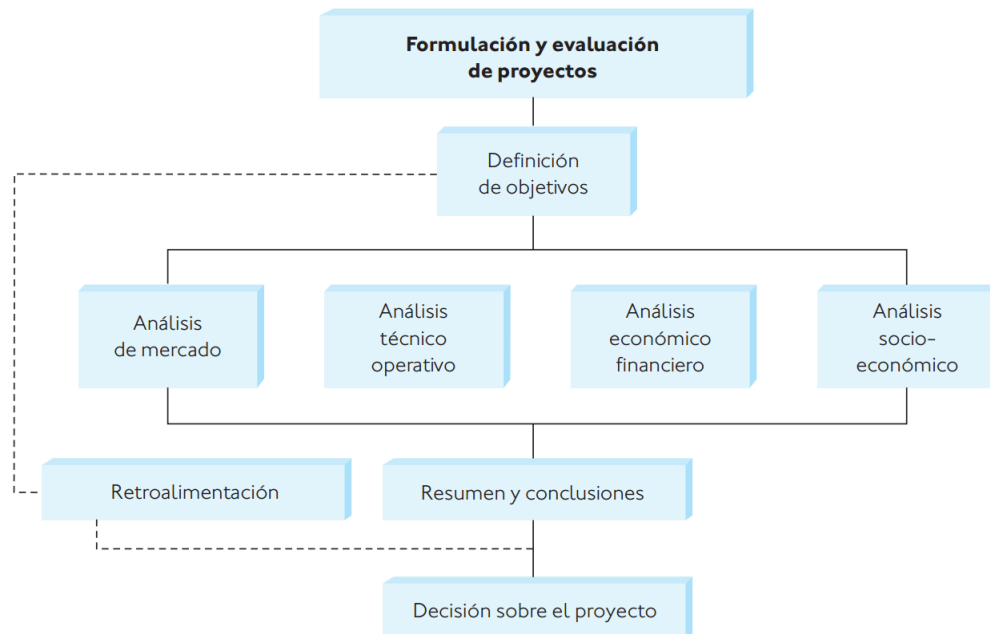 Formulación y evaluación
de proyectos
Definición
de objetivos
Análisis
de mercado
Análisis
técnico
operativo
Análisis
económico
financiero
Análisis
socio-
económico
Retroalimentación
Resumen y conclusiones
Decisión sobre el proyecto